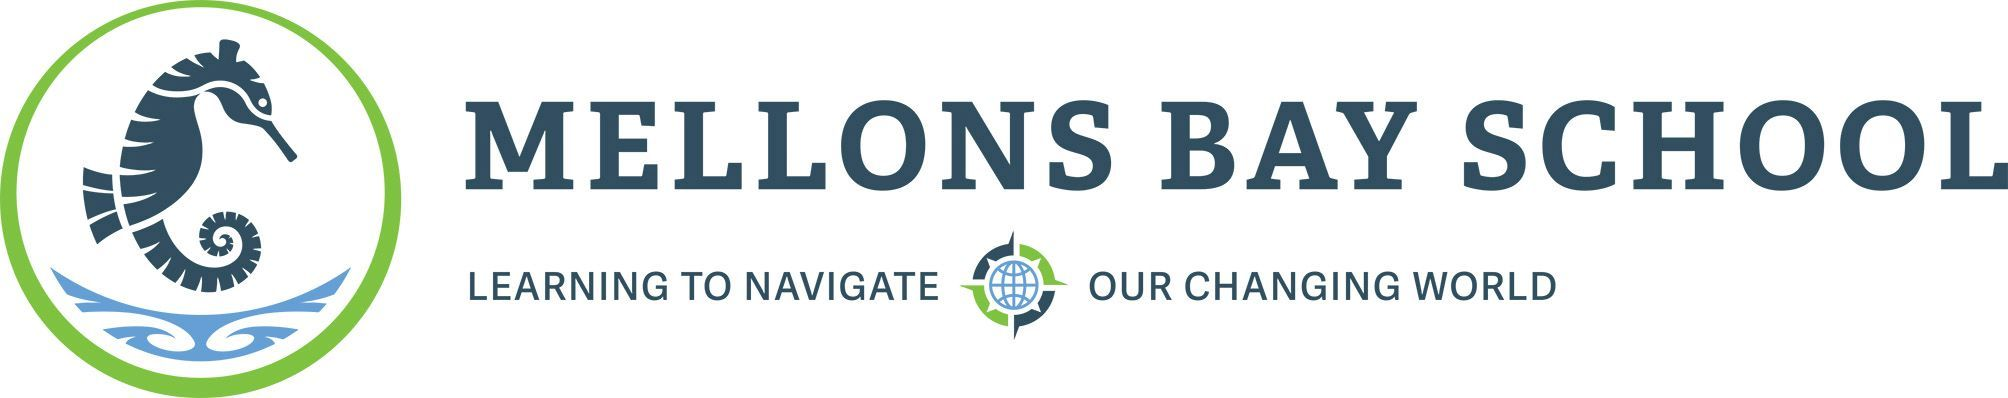 MELLONS BAY SCHOOL
LEARNING TO NAVIGATE OUR CHANGING WORLD